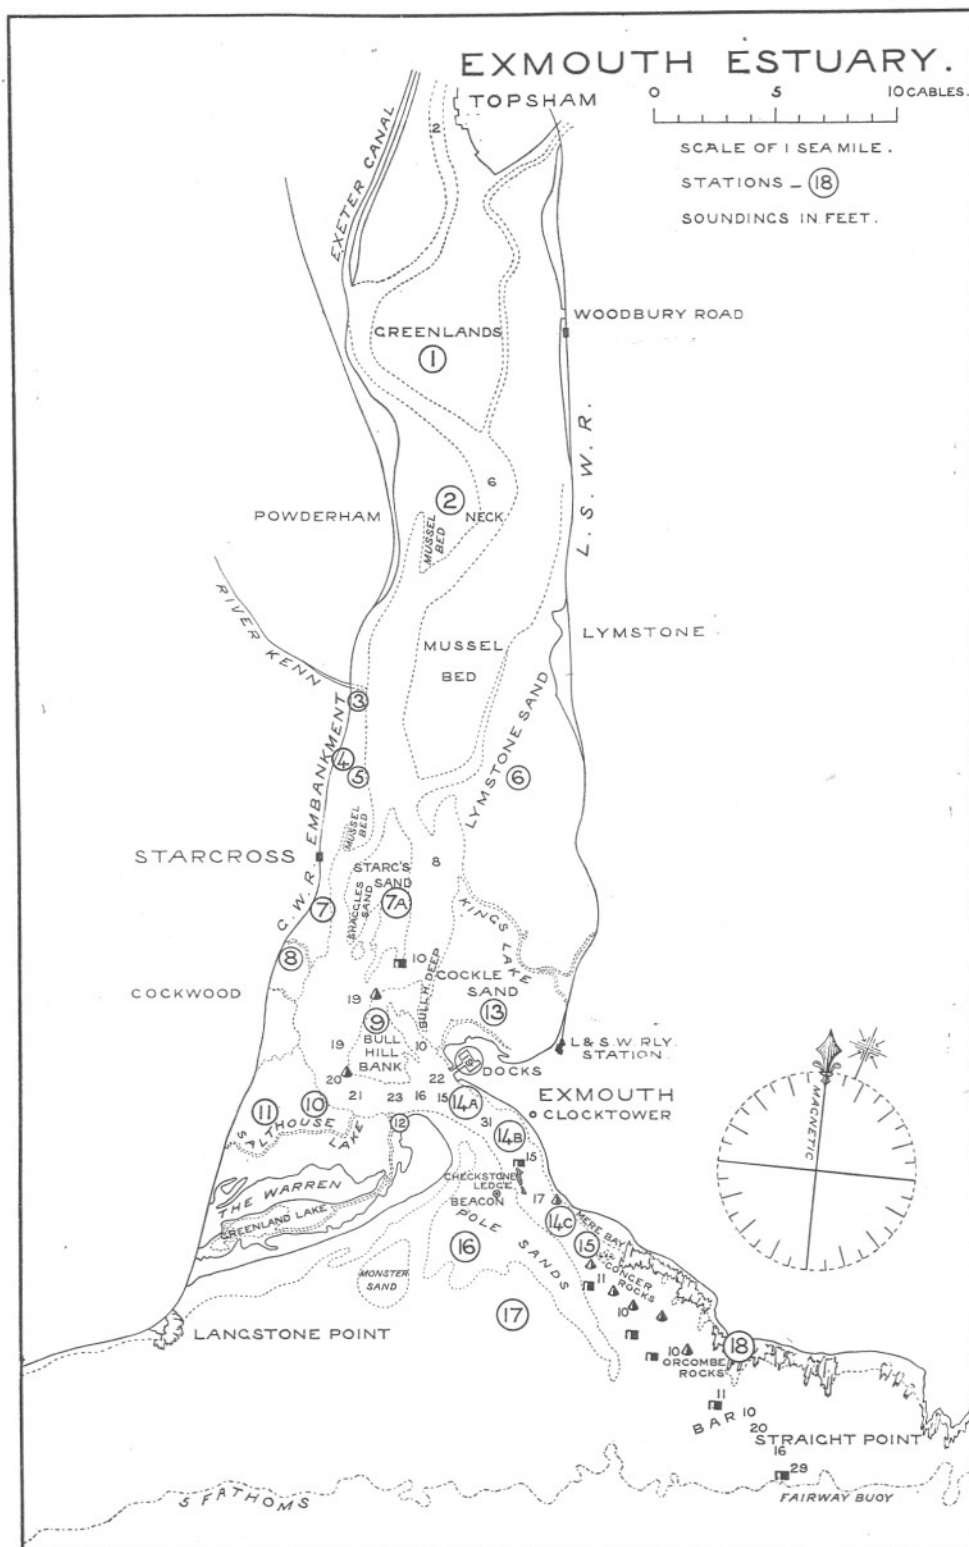 EXMOUTH ESTUARY.
TOPSHAM
0 5 10 CABLES.
SCALE OF 1 SEA MILE.
STATIONS - 18
SOUNDINGS IN FEET.
2
EXETER CANAL
WOODBURY ROAD
GREENLANDS
1
L. S. W. R.
6
2
NECK
POWDERHAM
MUSSEL
BED
RIVER KENN
LYMSTONE
MUSSEL
BED
3
LYMSTONE SAND
4
5
6
G. W. R. EMBANKMENT
MUSSEL
BED
STARCROSS
8
STARC'S
SAND
SHAGGLES
SAND
7
7A
KINGS LAKE
8
10
COCKLE
SAND
BULL H. DEEP
COCKWOOD
19
13
9
BULL
HILL
BANK
19
10
L & S.W. RLY.
STATION.
DOCKS
20
22
EXMOUTH
CLOCKTOWER
21
23
16
15
14A
10
11
12
31
14B
SALTHOUSE
LAKE
MAGNETIC
15
CHECKSTONE
LEDGE.
BEACON
17
THE WARREN
GREENLAND LAKE
14C
MERE BAY
POLE SANDS
15
16
CONGER
ROCKS
MONSTER
SAND
11
10
17
LANGSTONE POINT
18
10
ORCOMBE
ROCKS
11
BAR
10
20
STRAIGHT POINT
16
29
FAIRWAY BUOY
5 FATHOMS